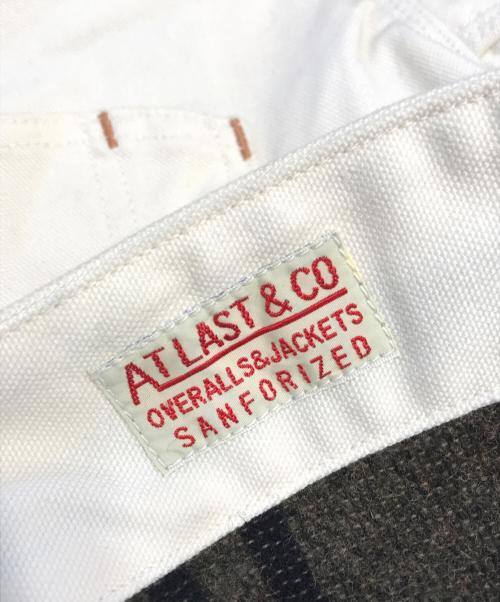 AT LAST & CO
OVERALLS&JACKETS
SANFORIZED